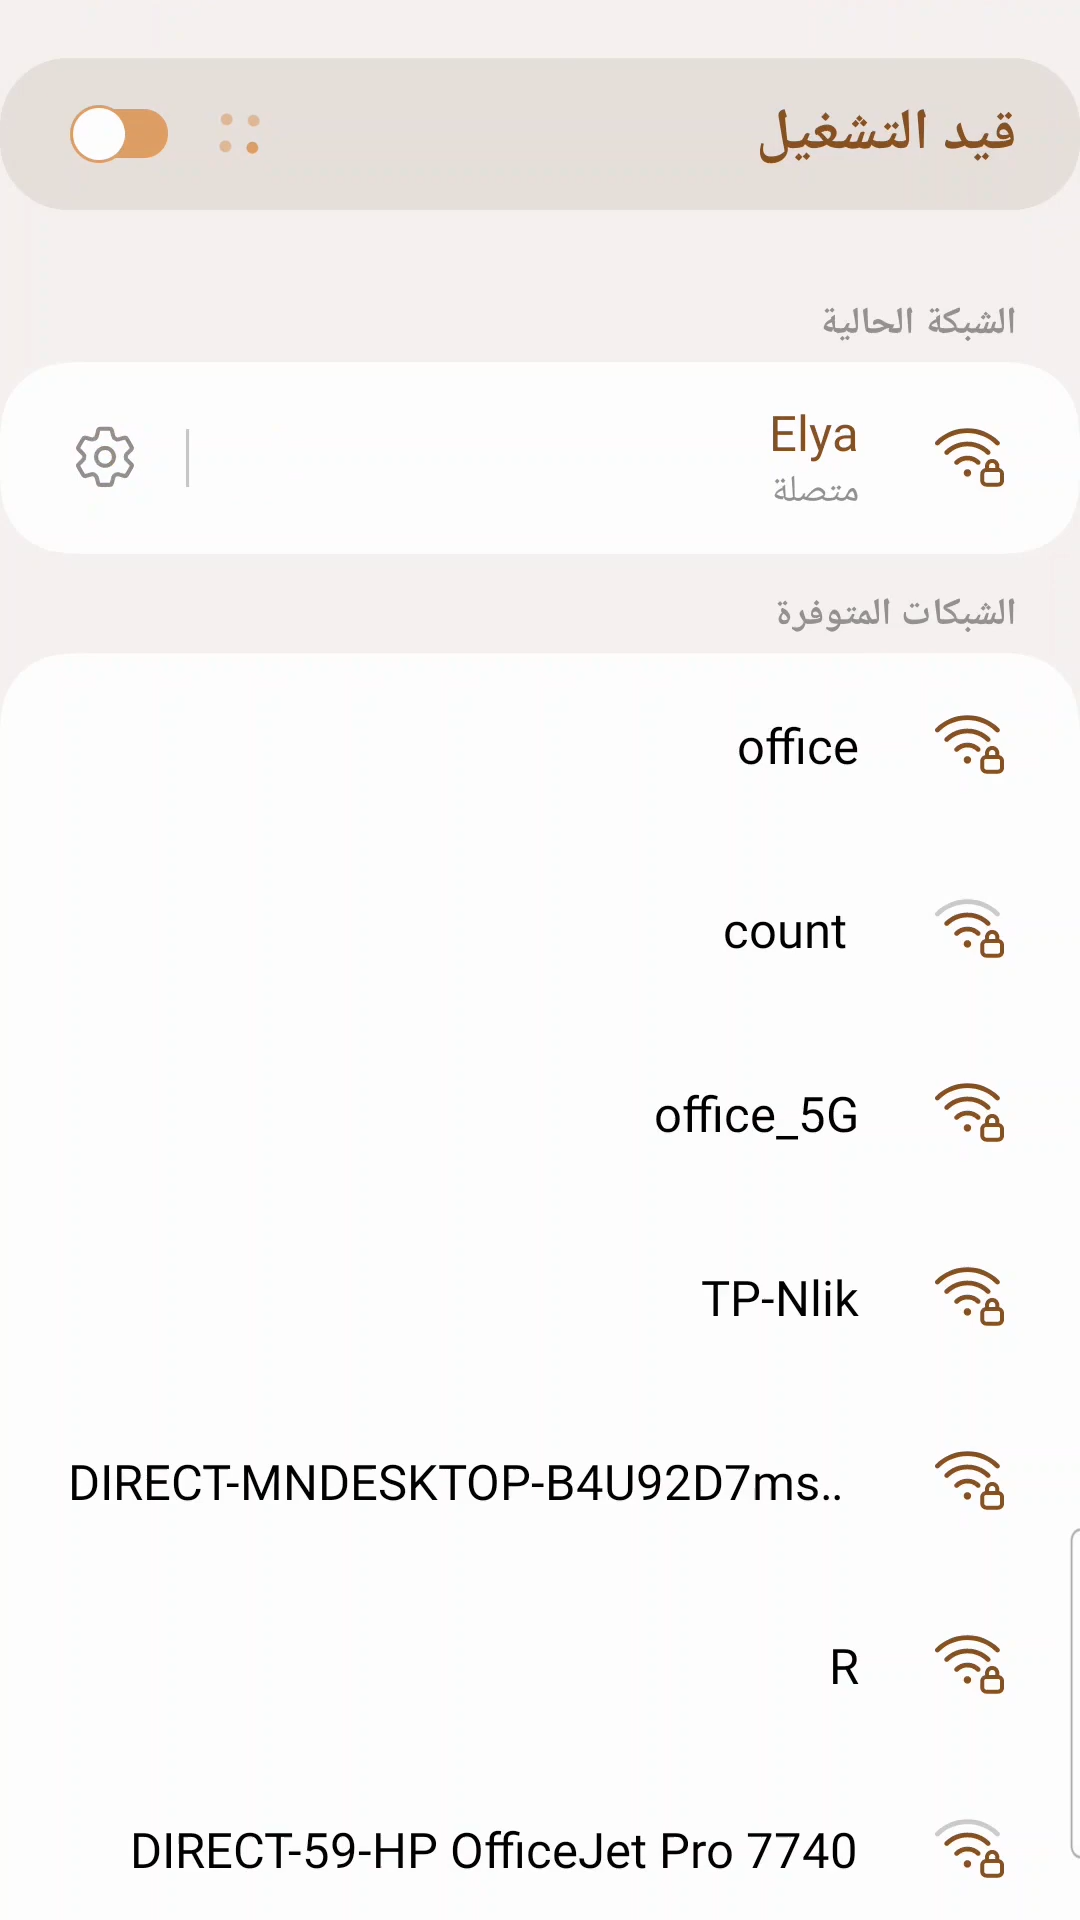 قيد التشغيل
الشبكة الحالية
Elya
متصلة
الشبكات المتوفرة
office
count
office_5G
TP-Nlik
DIRECT-MNDESKTOP-B4U92D7ms..
R
DIRECT-59-HP OfficeJet Pro 7740